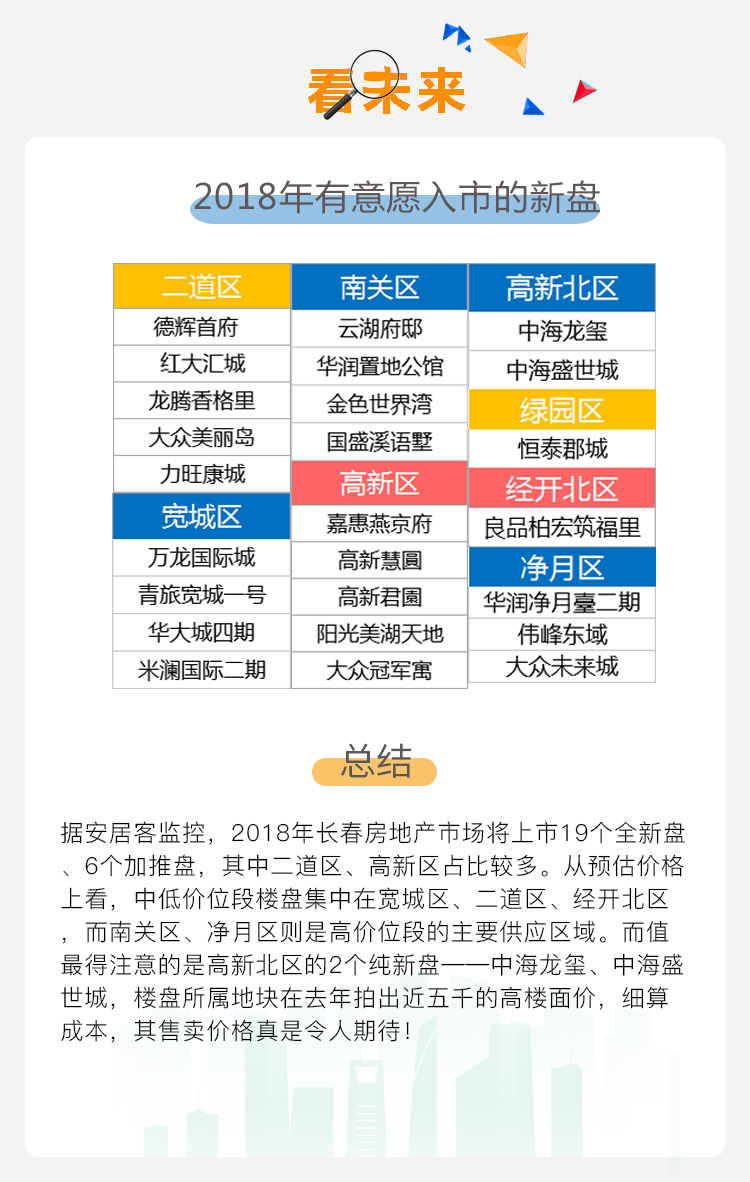 看未来
2018年有意愿入市的新盘
二道区
德辉首府
红大汇城
龙腾香格里
大众美丽岛
力旺康城
宽城区
万龙国际城
青旅宽城一号
华大城四期
米澜国际二期
南关区
云湖府邸
华润置地公馆
金色世界湾
国盛溪语墅
高新区
嘉惠燕京府
高新慧圓
高新君園
阳光美湖天地
大众冠军寓
高新北区
中海龙玺
中海盛世城
绿园区
恒泰郡城
经开北区
良品柏宏筑福里
净月区
华润净月臺二期
伟峰东域
大众未来城
总结
据安居客监控，2018年长春房地产市场将上市19个全新盘
、6个加推盘，其中二道区、高新区占比较多。从预估价格
上看，中低价位段楼盘集中在宽城区、二道区、经开北区
，而南关区、净月区则是高价位段的主要供应区域。而值
最得注意的是高新北区的2个纯新盘——中海龙玺、中海盛
世城，楼盘所属地块在去年拍出近五千的高楼面价，细算
成本，其售卖价格真是令人期待！